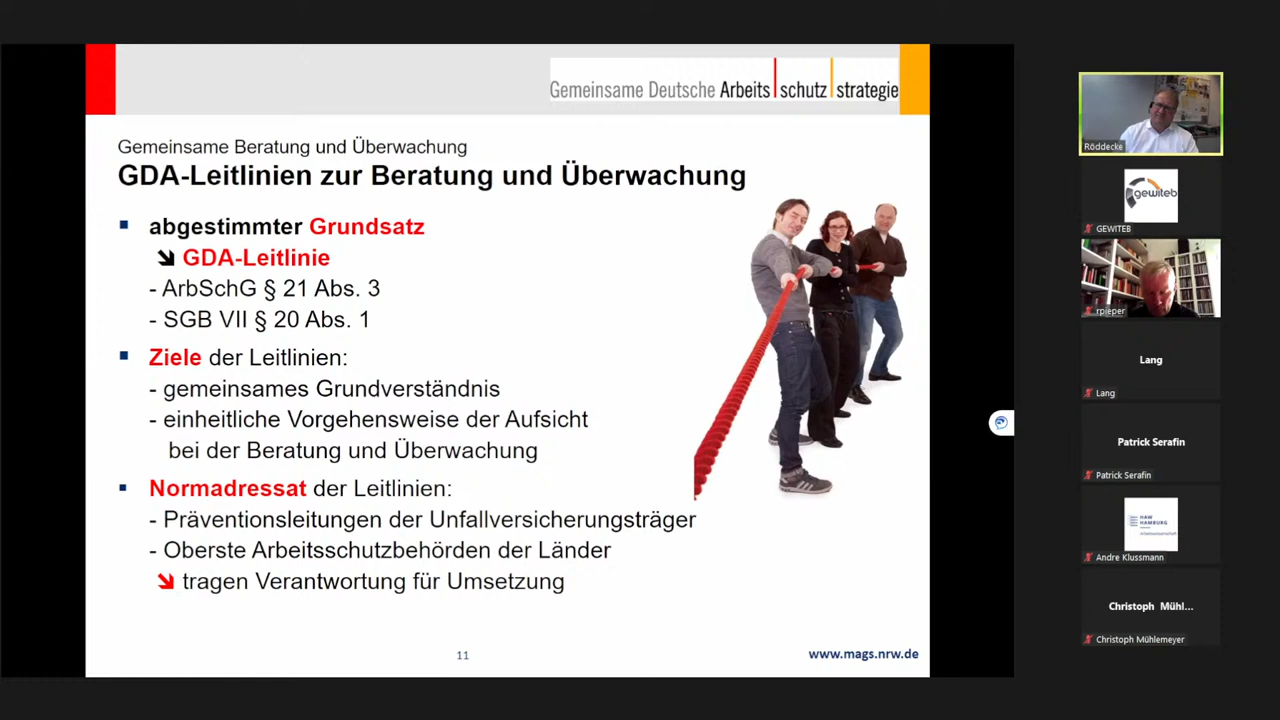 Gemeinsame Deutsche Arbeits schutz strategie
Gemeinsame Beratung und Überwachung
GDA-Leitlinien zur Beratung und Überwachung
▪ abgestimmter Grundsatz
➘ GDA-Leitlinie
- ArbSchG § 21 Abs. 3
- SGB VII § 20 Abs. 1
▪ Ziele der Leitlinien:
- gemeinsames Grundverständnis
- einheitliche Vorgehensweise der Aufsicht
bei der Beratung und Überwachung
▪ Normadressat der Leitlinien:
- Präventionsleitungen der Unfallversicherungsträger
- Oberste Arbeitsschutzbehörden der Länder
➘ tragen Verantwortung für Umsetzung
11
www.mags.nrw.de
Röddecke
gewiteb
GEWITEB
rpieper
Lang
Lang
Patrick Serafin
Patrick Serafin
HAW
HAMBURG
Arbeitswissenschaft
Andre Klussmann
Christoph Mühl...
Christoph Mühlemeyer